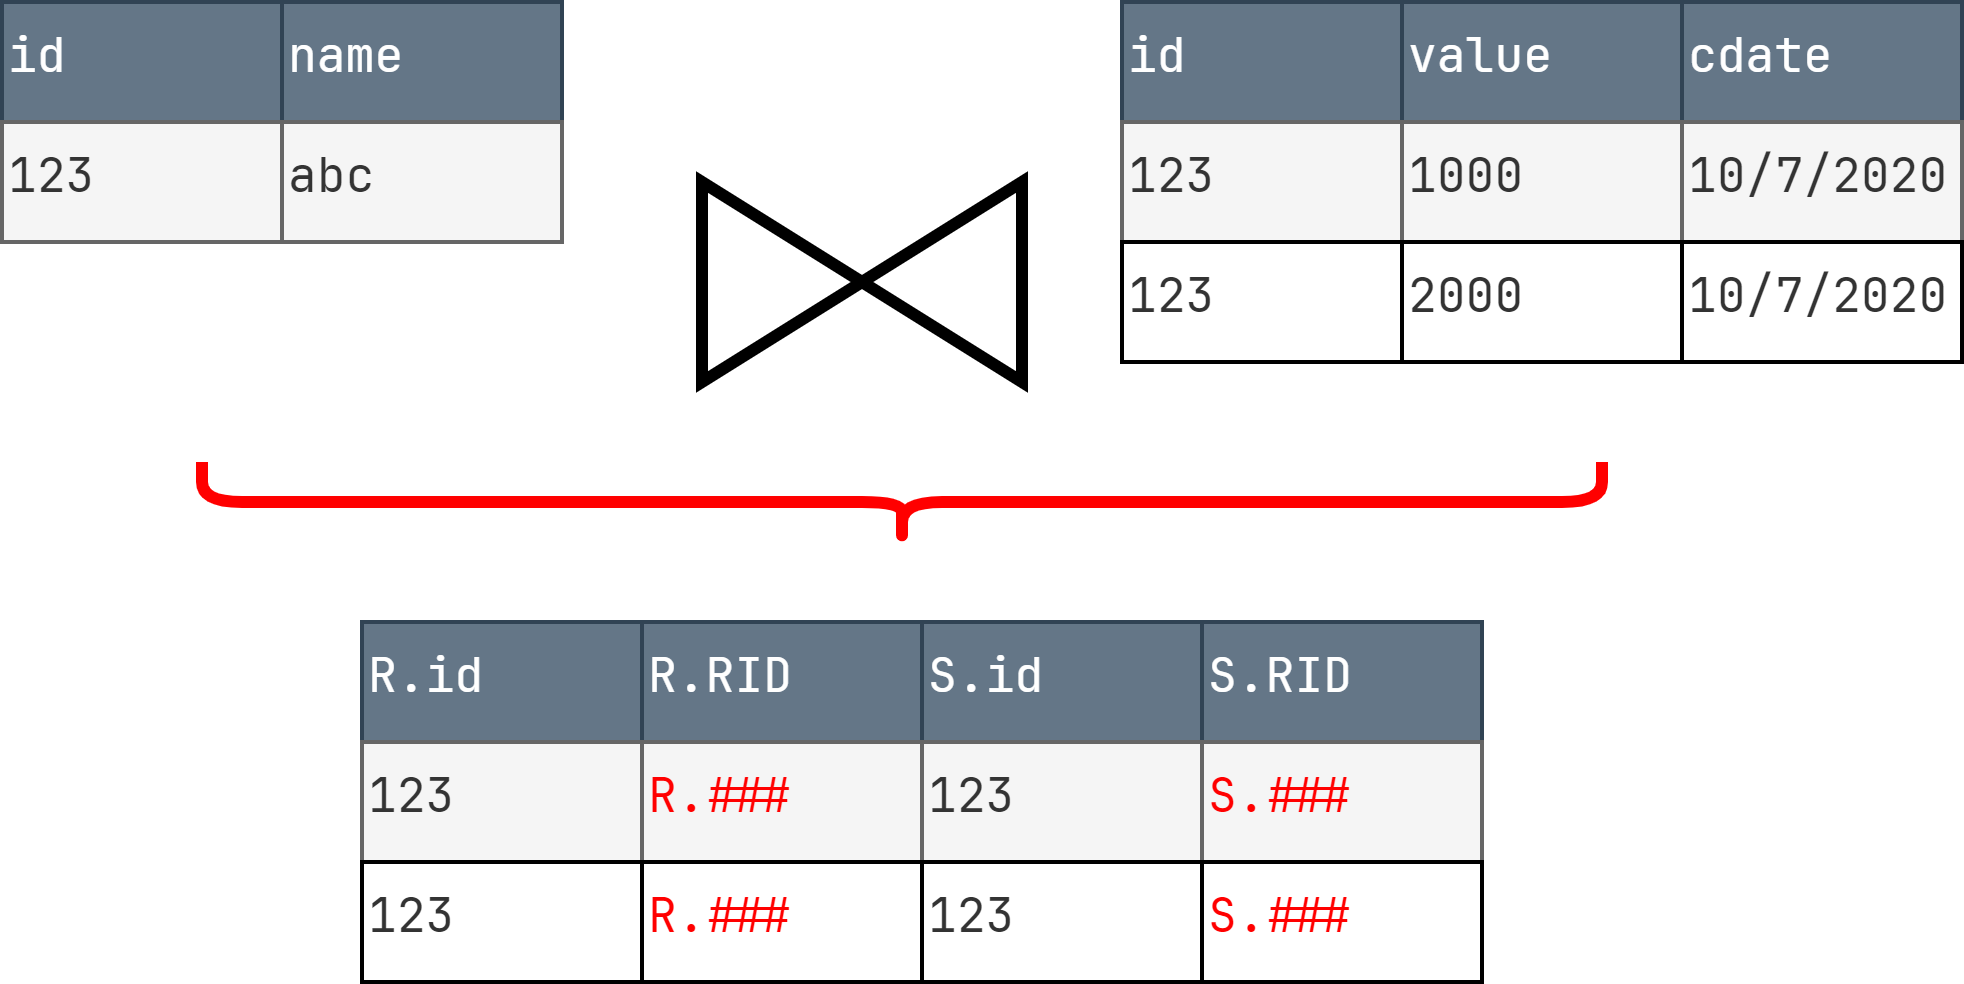 id name
123 abc
id value cdate
123 1000 10/7/2020
123 2000 10/7/2020
R.id R.RID S.id S.RID
123 R.### 123 S.###
123 R.### 123 S.###